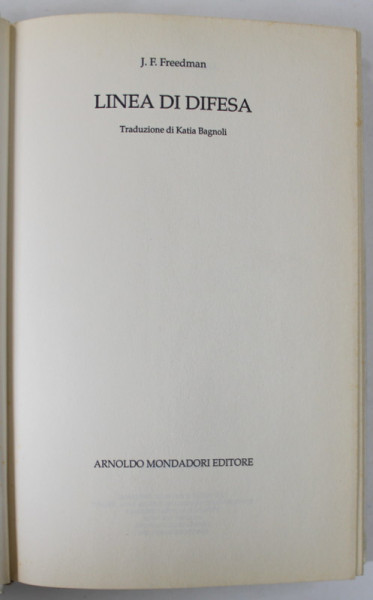 J. F. Freedman
LINEA DI DIFESA
Traduzione di Katia Bagnoli
ARNOLDO MONDADORI EDITORE